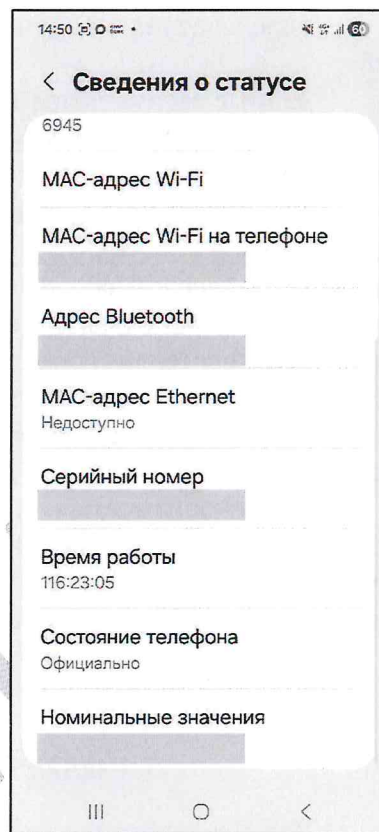 14:50
60
Сведения о статусе
6945
MAC-адрес Wi-Fi
MAC-адрес Wi-Fi на телефоне
Адрес Bluetooth
MAC-адрес Ethernet
Недоступно
Серийный номер
Время работы
116:23:05
Состояние телефона
Официально
Номинальные значения